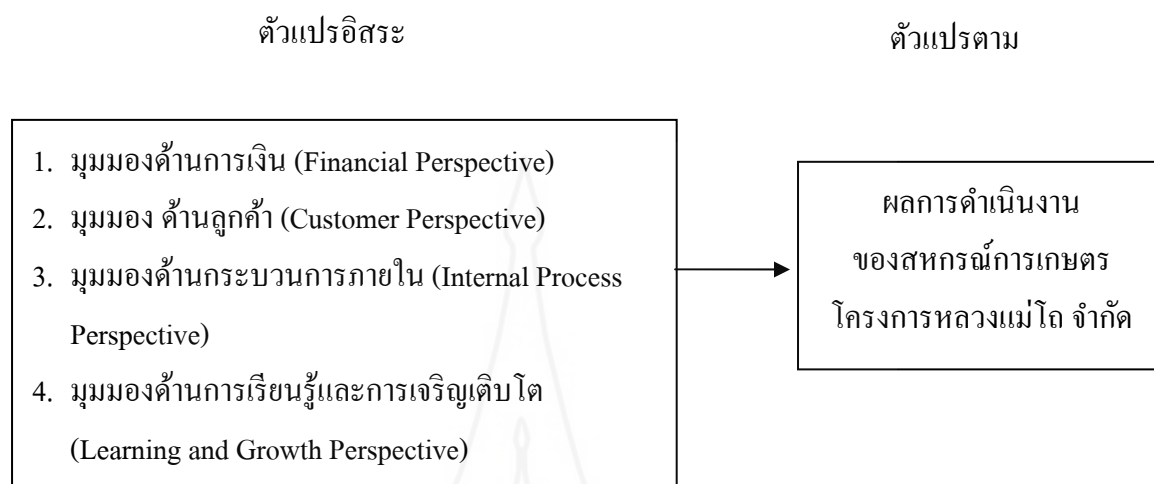 ตัวแปรอิสระ
ตัวแปรตาม
1. มุมมองด้านการเงิน (Financial Perspective)
2. มุมมอง ด้านลูกค้า (Customer Perspective)
3. มุมมองด้านกระบวนการภายใน (Internal Process
Perspective)
4. มุมมองด้านการเรียนรู้และการเจริญเติบโต
(Learning and Growth Perspective)
ผลการดำเนินงาน
ของสหกรณ์การเกษตร
โครงการหลวงแม่โถ จำกัด